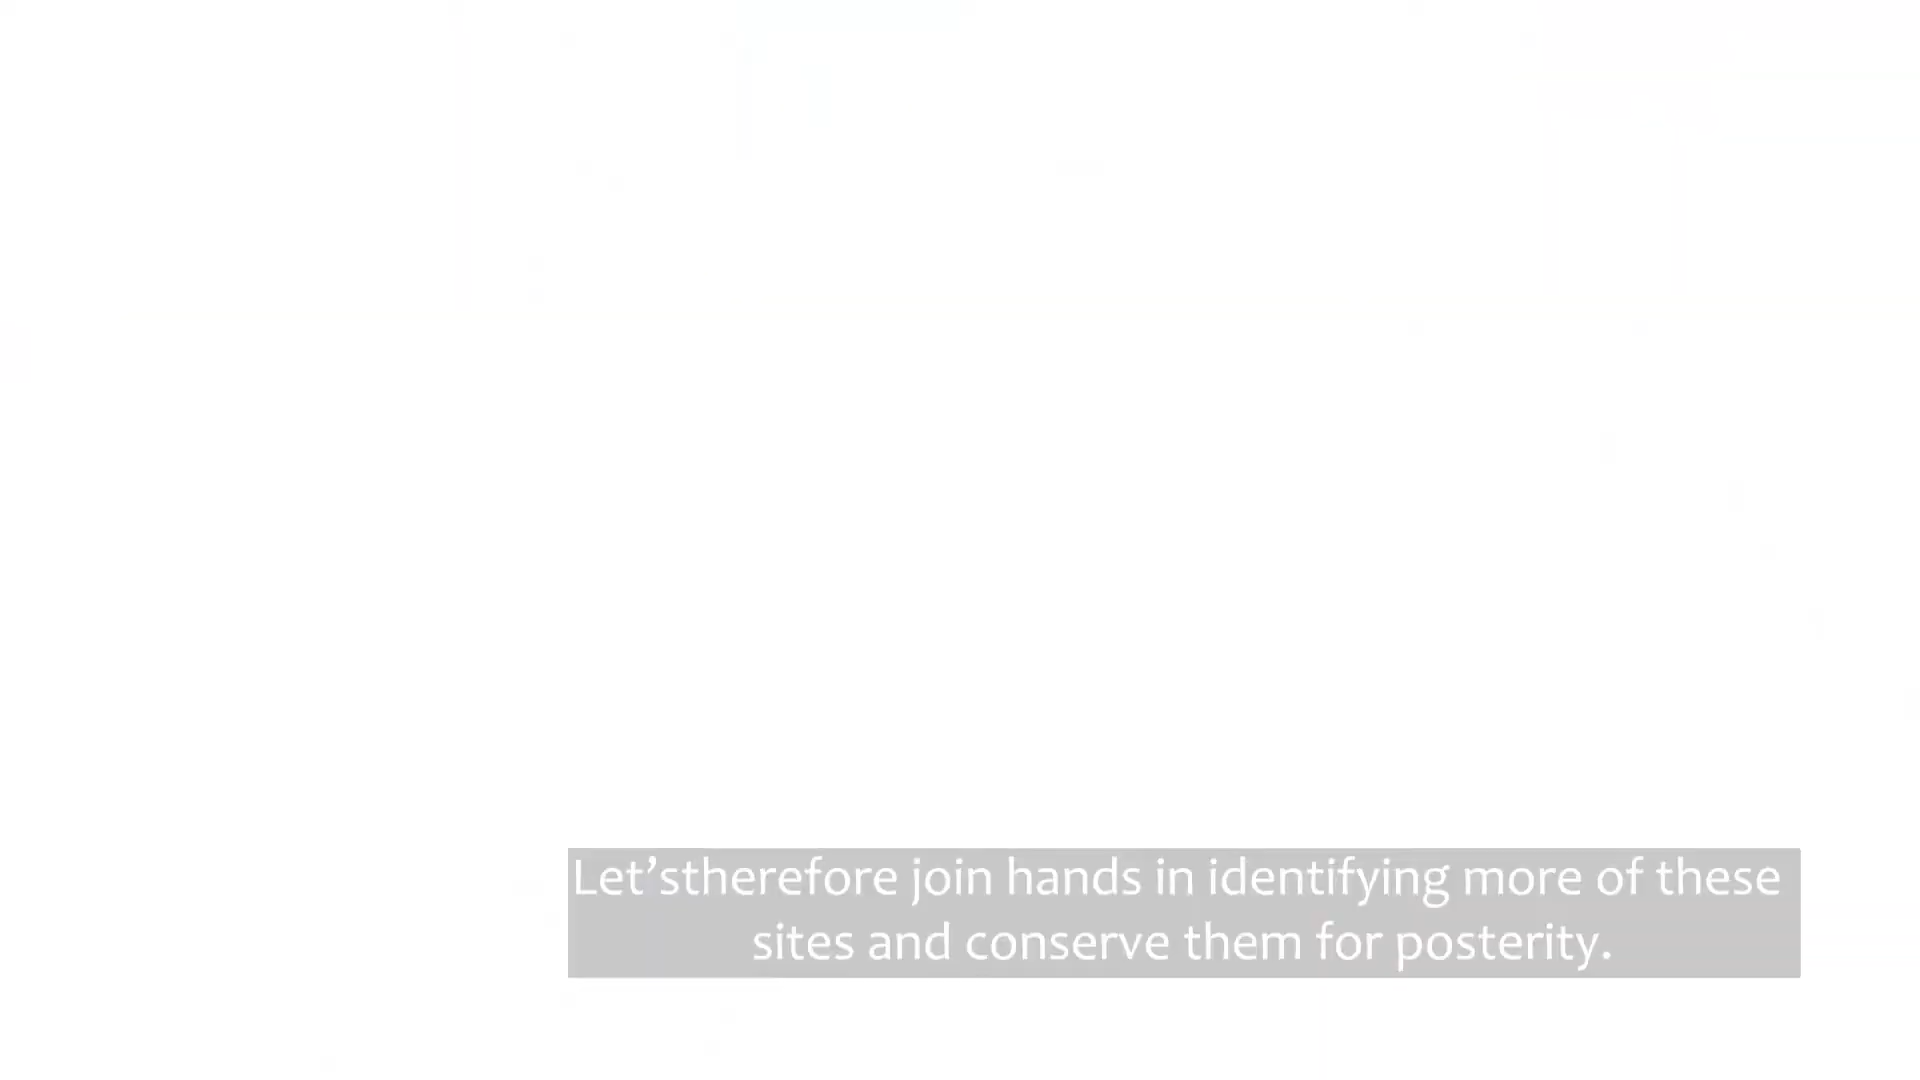 Let’stherefore join hands in identifying more of these
sites and conserve them for posterity.